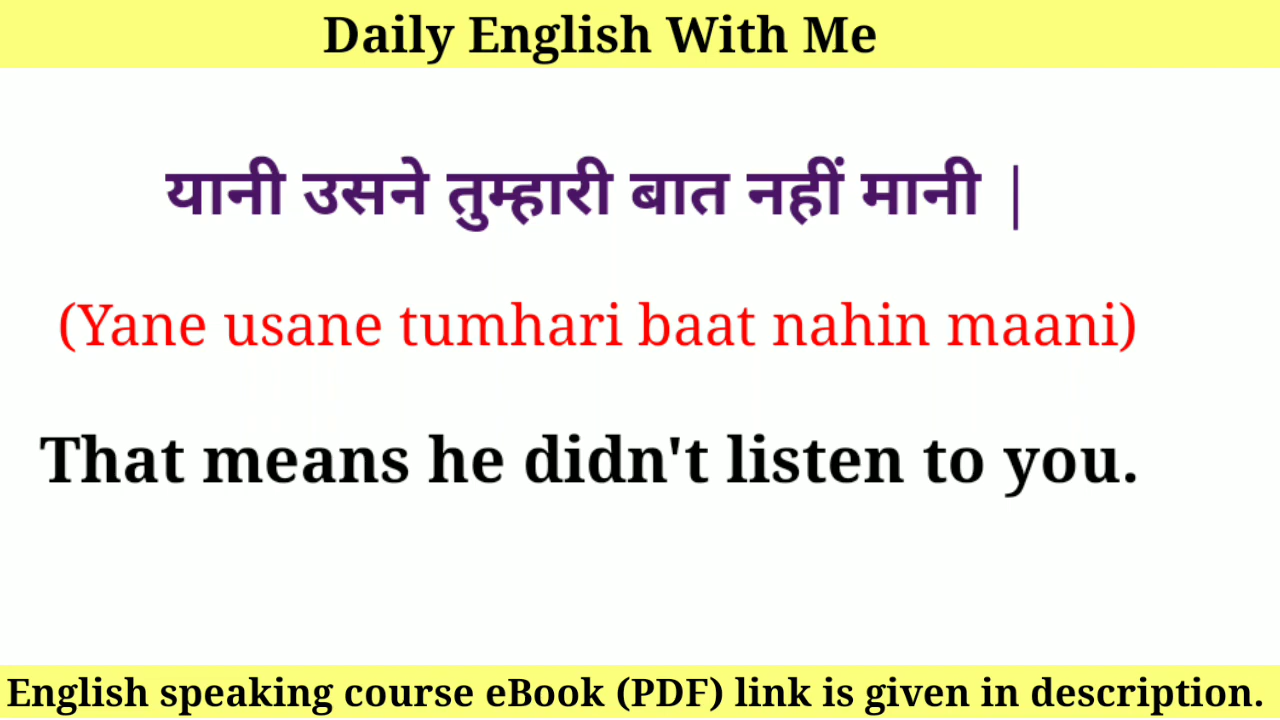 Daily English With Me
यानी उसने तुम्हारी बात नहीं मानी |
(Yane usane tumhari baat nahin maani)
That means he didn't listen to you.
English speaking course eBook (PDF) link is given in description.